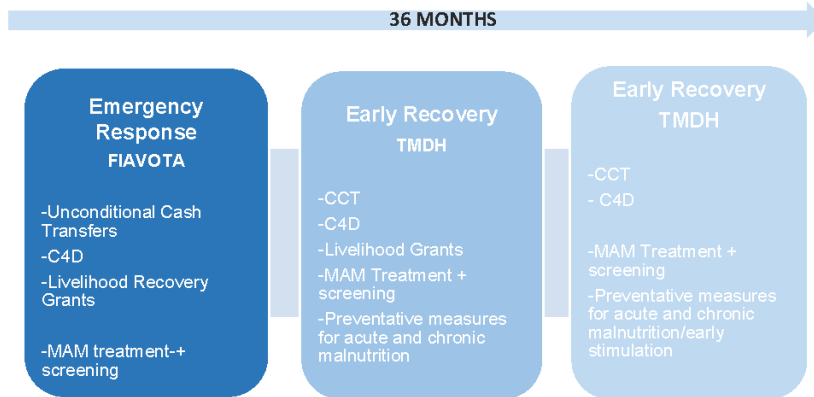 36 MONTHS
Emergency
Response
FIAVOTA
-Unconditional Cash
Transfers
-C4D
-Livelihood Recovery
Grants
-MAM treatment-+
screening
Early Recovery
TMDH
-CCT
-C4D
-Livelihood Grants
-MAM Treatment +
screening
-Preventative measures
for acute and chronic
malnutrition
Early Recovery
TMDH
-CCT
- C4D
-MAM Treatment +
screening
-Preventative measures
for acute and chronic
malnutrition/early
stimulation